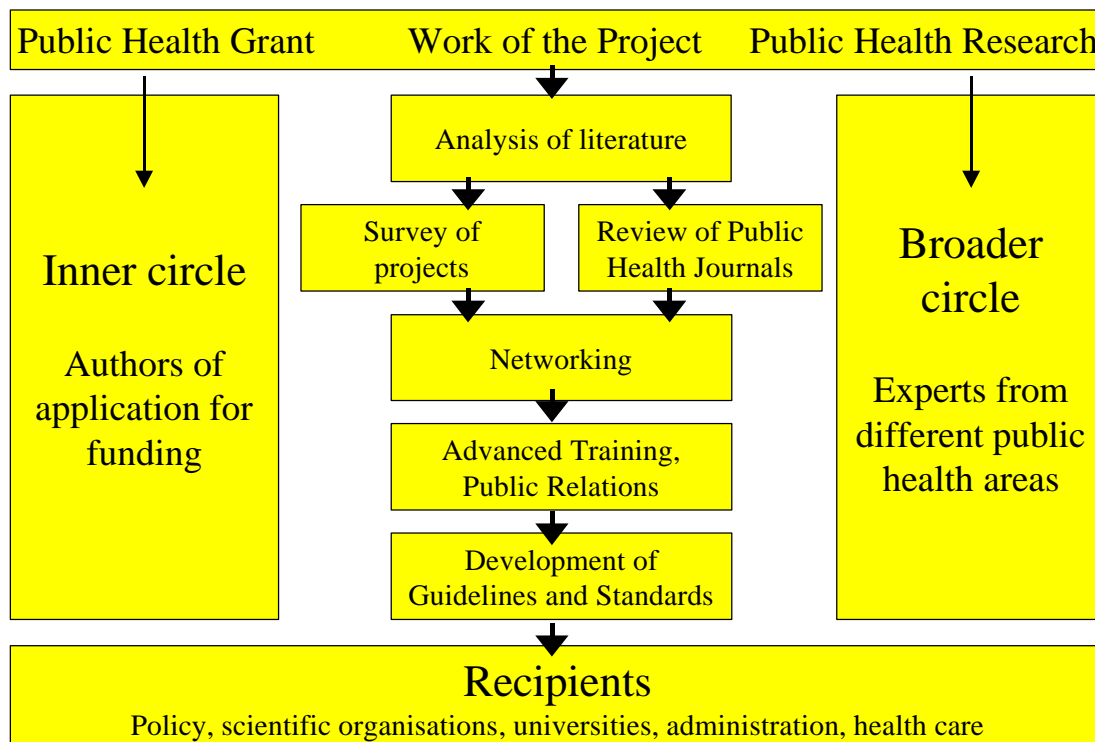 Public Health Grant
Work of the Project
Public Health Research
Analysis of literature
Survey of
projects
Review of Public
Health Journals
Inner circle
Authors of
application for
funding
Networking
Advanced Training,
Public Relations
Development of
Guidelines and Standards
Broader
circle
Experts from
different public
health areas
Recipients
Policy, scientific organisations, universities, administration, health care